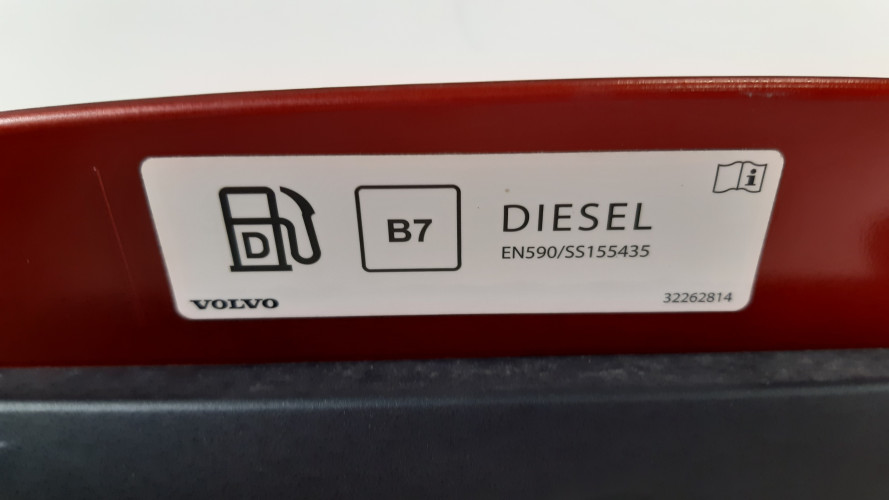 D
B7
DIESEL
EN590/SS155435
VOLVO
32262814
i